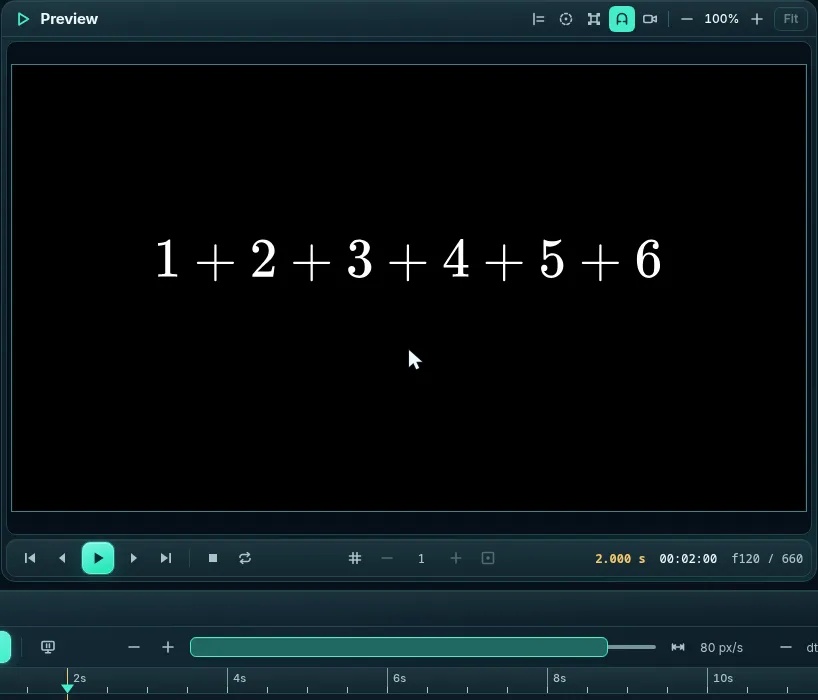 Preview
100%
Fit
1 + 2 + 3 + 4 + 5 + 6
1
2.000 s
00:02:00
f120 / 660
80 px/s
dt
2s
4s
6s
8s
10s